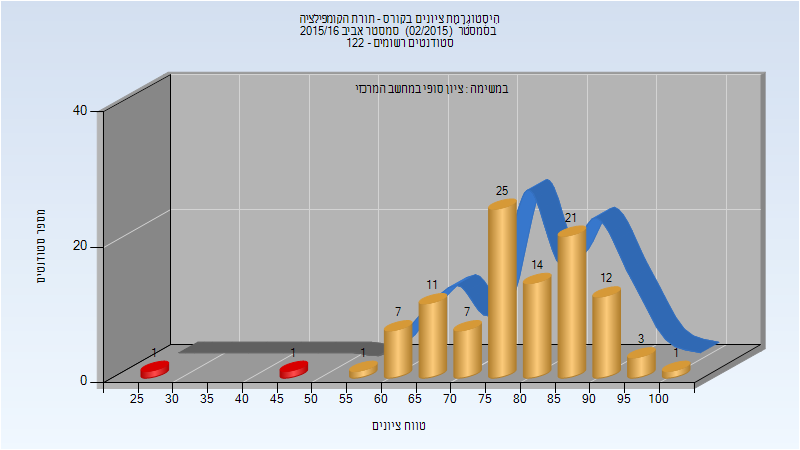 היסטוגרמת ציונים בקורס - תורת הקומפילציה
בסמסטר (02/2015) סמסטר אביב 2015/16
סטודנטים רשומים - 122
במשימה : ציון סופי במחשב המרכזי
מספר סטודנטים
40
20
0
1 1 1 7 11 7 25 14 21 12 3 1
25 30 35 40 45 50 55 60 65 70 75 80 85 90 95 100
טווח ציונים